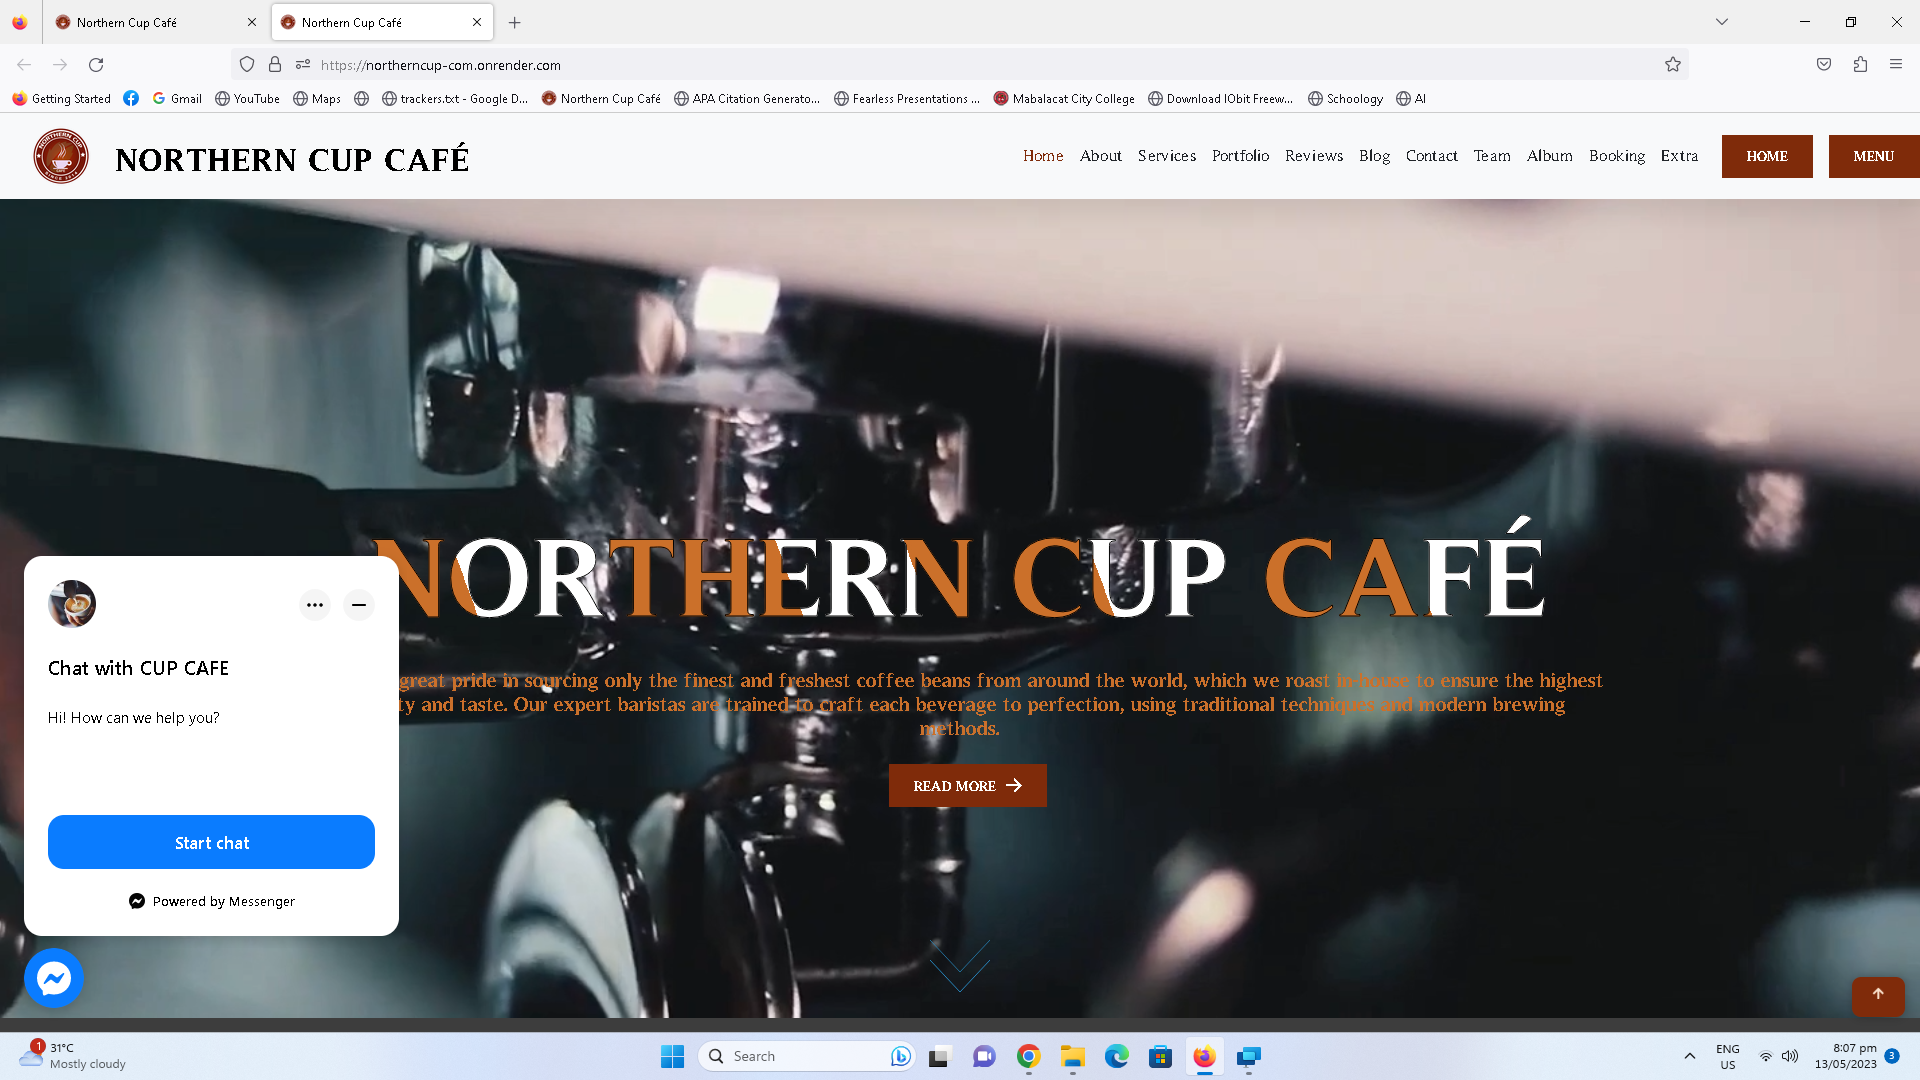 Northern Cup Café
Northern Cup Café
https://northerncup-com.onrender.com
Getting Started Gmail YouTube Maps trackers.txt - Google D... Northern Cup Café APA Citation Generato... Fearless Presentations ... Mabalacat City College Download IObit Freew... Schoology AI
NORTHERN CUP CAFÉ
Home About Services Portfolio Reviews Blog Contact Team Album Booking Extra HOME MENU
NORTHERN CUP CAFÉ
great pride in sourcing only the finest and freshest coffee beans from around the world, which we roast in-house to ensure the highest
ty and taste. Our expert baristas are trained to craft each beverage to perfection, using traditional techniques and modern brewing
methods.
READ MORE
Chat with CUP CAFE
Hi! How can we help you?
Start chat
Powered by Messenger
1
31°C
Mostly cloudy
Search
ENG
US
8:07 pm
13/05/2023
3